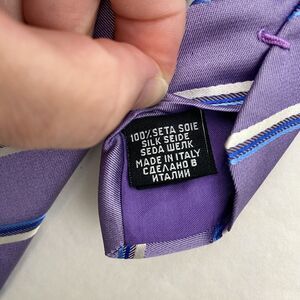 100% SETA SOIE
SILK SEIDE
SEDA ШЕЛК
MADE IN ITALY
СДЕЛАНО В
ИТАЛИИ